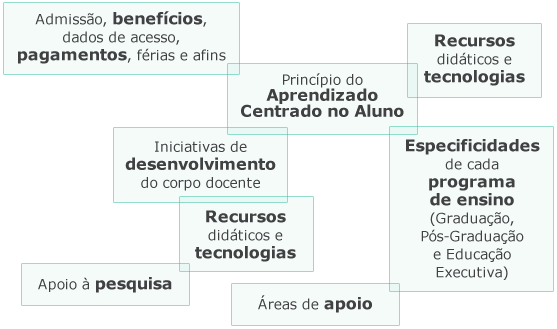 Admissão, benefícios,
dados de acesso,
pagamentos, férias e afins
Recursos
didáticos e
tecnologias
Princípio do
Aprendizado
Centrado no Aluno
Iniciativas de
desenvolvimento
do corpo docente
Especificidades
de cada
programa
de ensino
(Graduação,
Pós-Graduação
e Educação
Executiva)
Recursos
didáticos e
tecnologias
Apoio à pesquisa
Áreas de apoio